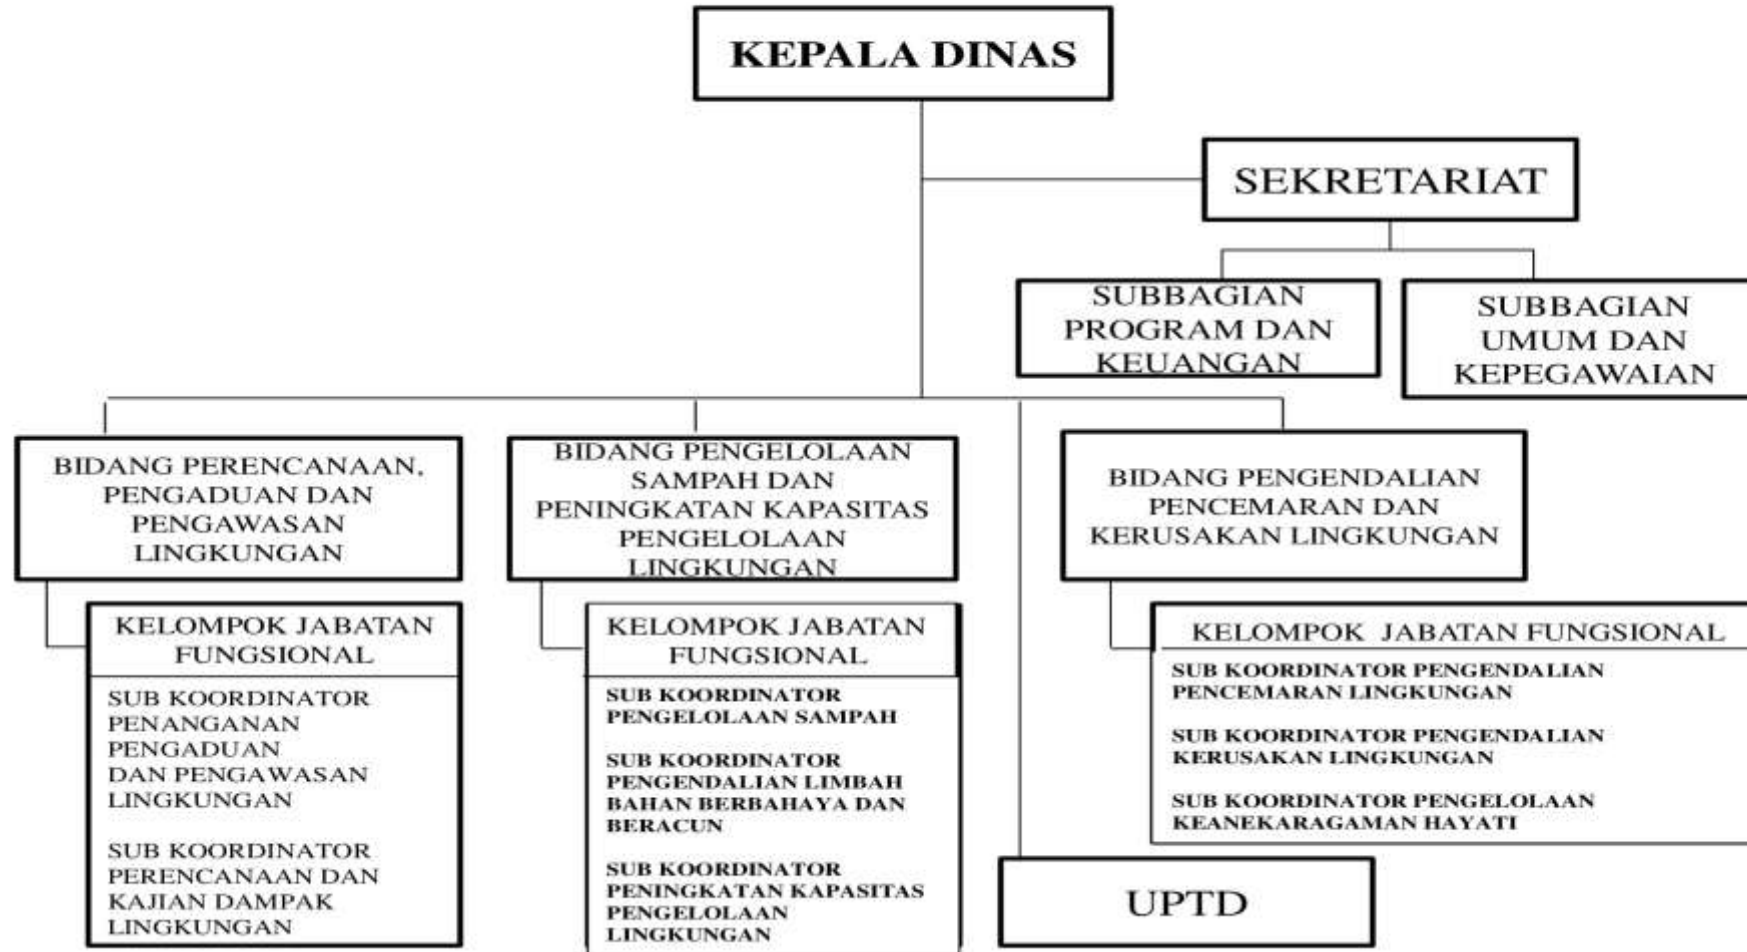 KEPALA DINAS
SEKRETARIAT
SUBBAGIAN
PROGRAM DAN
KEUANGAN
SUBBAGIAN
UMUM DAN
KEPEGAWAIAN
BIDANG PERENCANAAN,
PENGADUAN DAN
PENGAWASAN
LINGKUNGAN
BIDANG PENGELOLAAN
SAMPAH DAN
PENINGKATAN KAPASITAS
PENGELOLAAN
LINGKUNGAN
BIDANG PENGENDALIAN
PENCEMARAN DAN
KERUSAKAN LINGKUNGAN
KELOMPOK JABATAN
FUNGSIONAL
SUB KOORDINATOR
PENANGANAN
PENGADUAN
DAN PENGAWASAN
LINGKUNGAN
SUB KOORDINATOR
PERENCANAAN DAN
KAJIAN DAMPAK
LINGKUNGAN
KELOMPOK JABATAN
FUNGSIONAL
SUB KOORDINATOR
PENGELOLAAN SAMPAH
SUB KOORDINATOR
PENGENDALIAN LIMBAH
BAHAN BERBAHAYA DAN
BERACUN
SUB KOORDINATOR
PENINGKATAN KAPASITAS
PENGELOLAAN
LINGKUNGAN
KELOMPOK JABATAN FUNGSIONAL
SUB KOORDINATOR PENGENDALIAN
PENCEMARAN LINGKUNGAN
SUB KOORDINATOR PENGENDALIAN
KERUSAKAN LINGKUNGAN
SUB KOORDINATOR PENGELOLAAN
KEANEKARAGAMAN HAYATI
UPTD